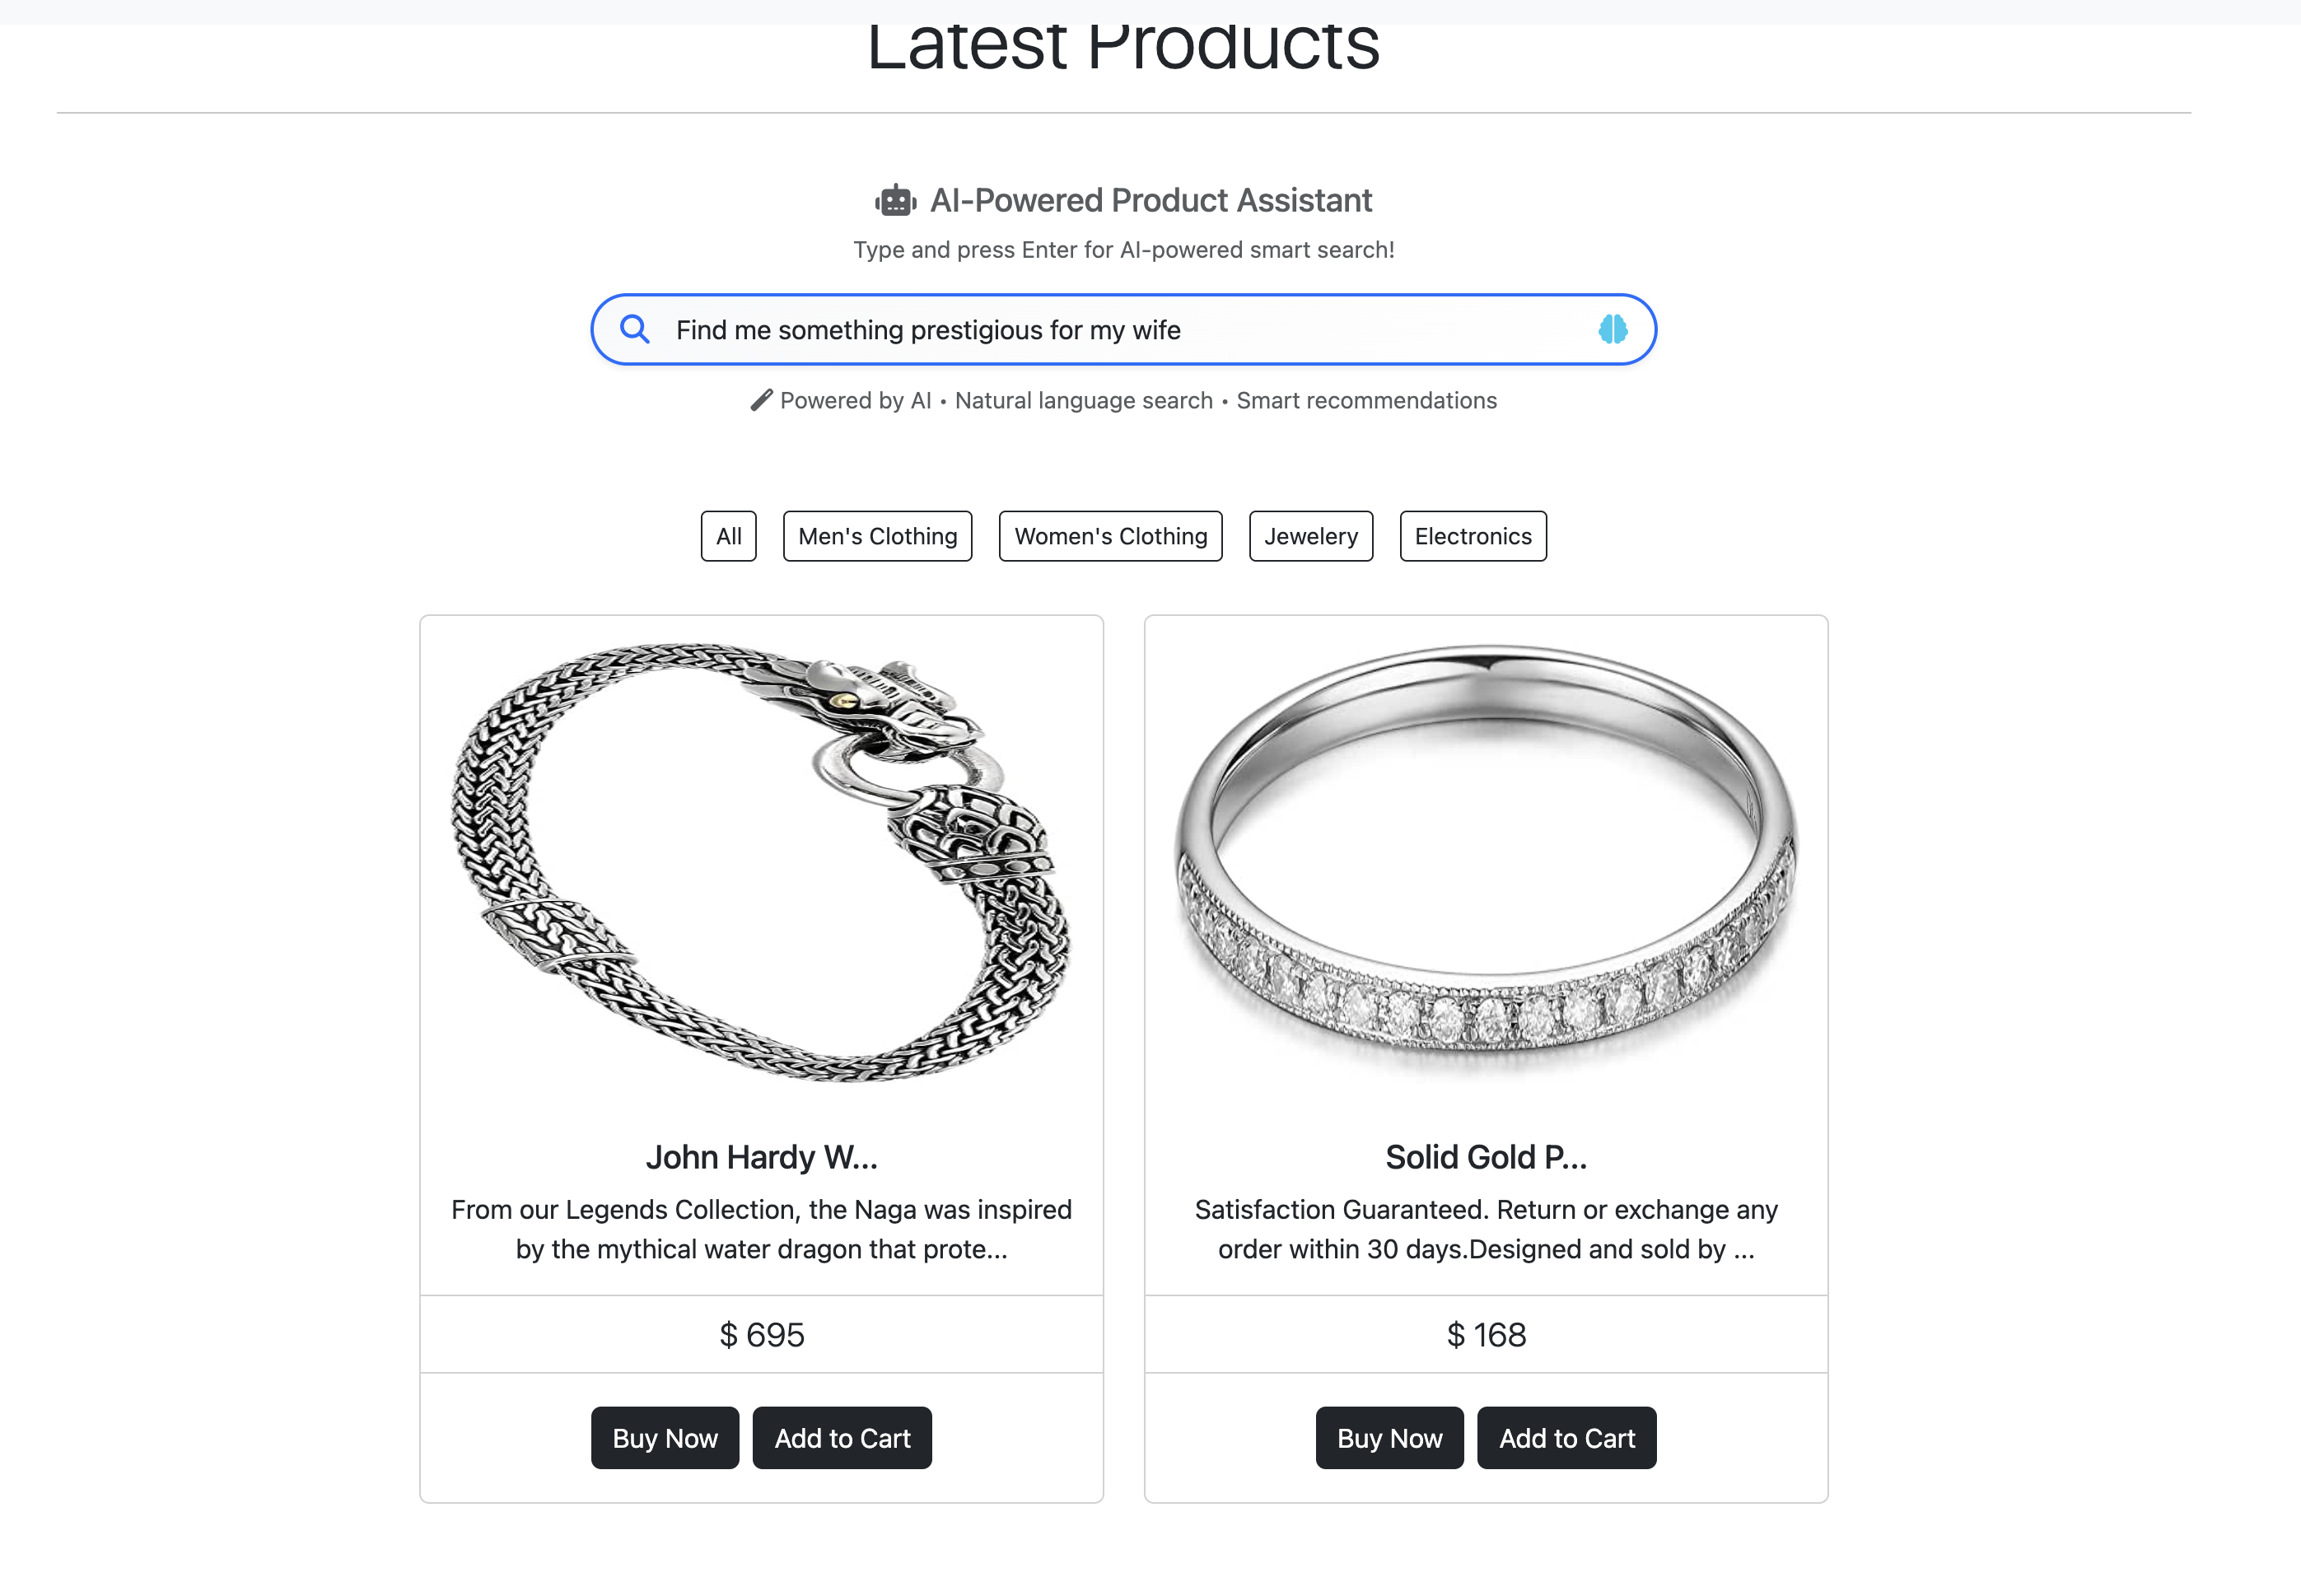 Latest Products
AI-Powered Product Assistant
Type and press Enter for AI-powered smart search!
Find me something prestigious for my wife
Powered by AI • Natural language search • Smart recommendations
All
Men's Clothing
Women's Clothing
Jewelery
Electronics
John Hardy W...
From our Legends Collection, the Naga was inspired
by the mythical water dragon that prote...
$ 695
Buy Now
Add to Cart
Solid Gold P...
Satisfaction Guaranteed. Return or exchange any
order within 30 days.Designed and sold by ...
$ 168
Buy Now
Add to Cart